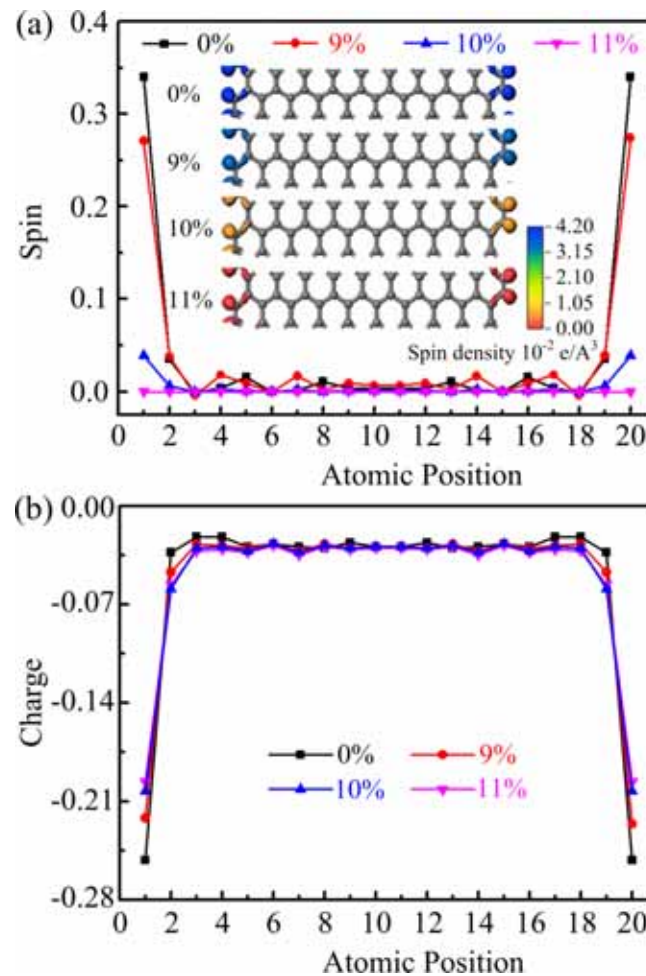 (a)
0% 9% 10% 11%
0.4
0.3
0.2
0.1
0.0
Spin
0%
9%
10%
11%
4.20
3.15
2.10
1.05
0.00
Spin density 10⁻² e/A³
0 2 4 6 8 10 12 14 16 18 20
Atomic Position
(b)
0.00
-0.07
-0.14
-0.21
-0.28
Charge
0% 9%
10% 11%
0 2 4 6 8 10 12 14 16 18 20
Atomic Position